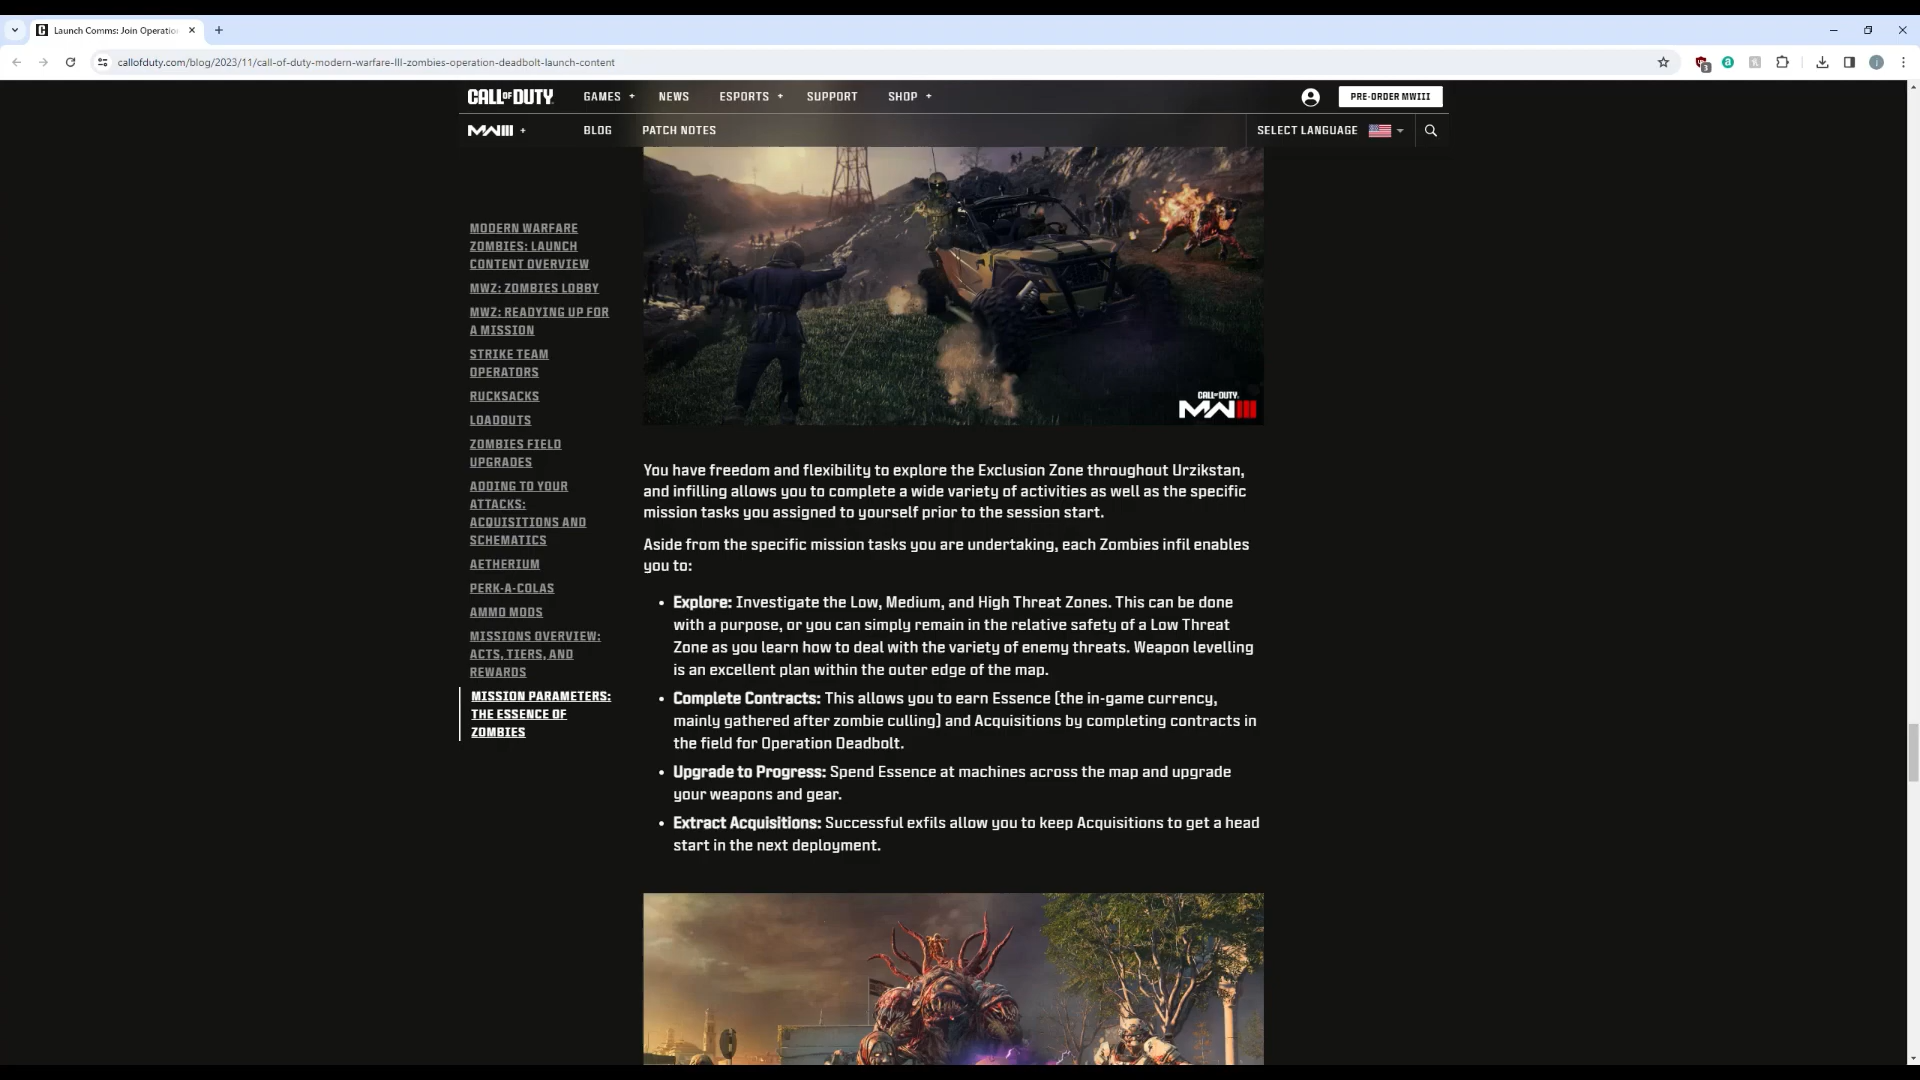 Launch Comms: Join Operatio
callofduty.com/blog/2023/11/call-of-duty-modern-warfare-III-zombies-operation-deadbolt-launch-content
3
CALL OF DUTY
GAMES +
NEWS
ESPORTS +
SUPPORT
SHOP +
PRE-ORDER MWIII
MWIII +
BLOG
PATCH NOTES
SELECT LANGUAGE
MODERN WARFARE
ZOMBIES: LAUNCH
CONTENT OVERVIEW
MWZ: ZOMBIES LOBBY
MWZ: READYING UP FOR
A MISSION
STRIKE TEAM
OPERATORS
RUCKSACKS
LOADOUTS
ZOMBIES FIELD
UPGRADES
ADDING TO YOUR
ATTACKS:
ACQUISITIONS AND
SCHEMATICS
AETHERIUM
PERK-A-COLAS
AMMO MODS
MISSIONS OVERVIEW:
ACTS, TIERS, AND
REWARDS
MISSION PARAMETERS:
THE ESSENCE OF
ZOMBIES
CALL OF DUTY
MWIII
You have freedom and flexibility to explore the Exclusion Zone throughout Urzikstan,
and infilling allows you to complete a wide variety of activities as well as the specific
mission tasks you assigned to yourself prior to the session start.
Aside from the specific mission tasks you are undertaking, each Zombies infil enables
you to:
• Explore: Investigate the Low, Medium, and High Threat Zones. This can be done
with a purpose, or you can simply remain in the relative safety of a Low Threat
Zone as you learn how to deal with the variety of enemy threats. Weapon levelling
is an excellent plan within the outer edge of the map.
• Complete Contracts: This allows you to earn Essence (the in-game currency,
mainly gathered after zombie culling) and Acquisitions by completing contracts in
the field for Operation Deadbolt.
• Upgrade to Progress: Spend Essence at machines across the map and upgrade
your weapons and gear.
• Extract Acquisitions: Successful exfils allow you to keep Acquisitions to get a head
start in the next deployment.